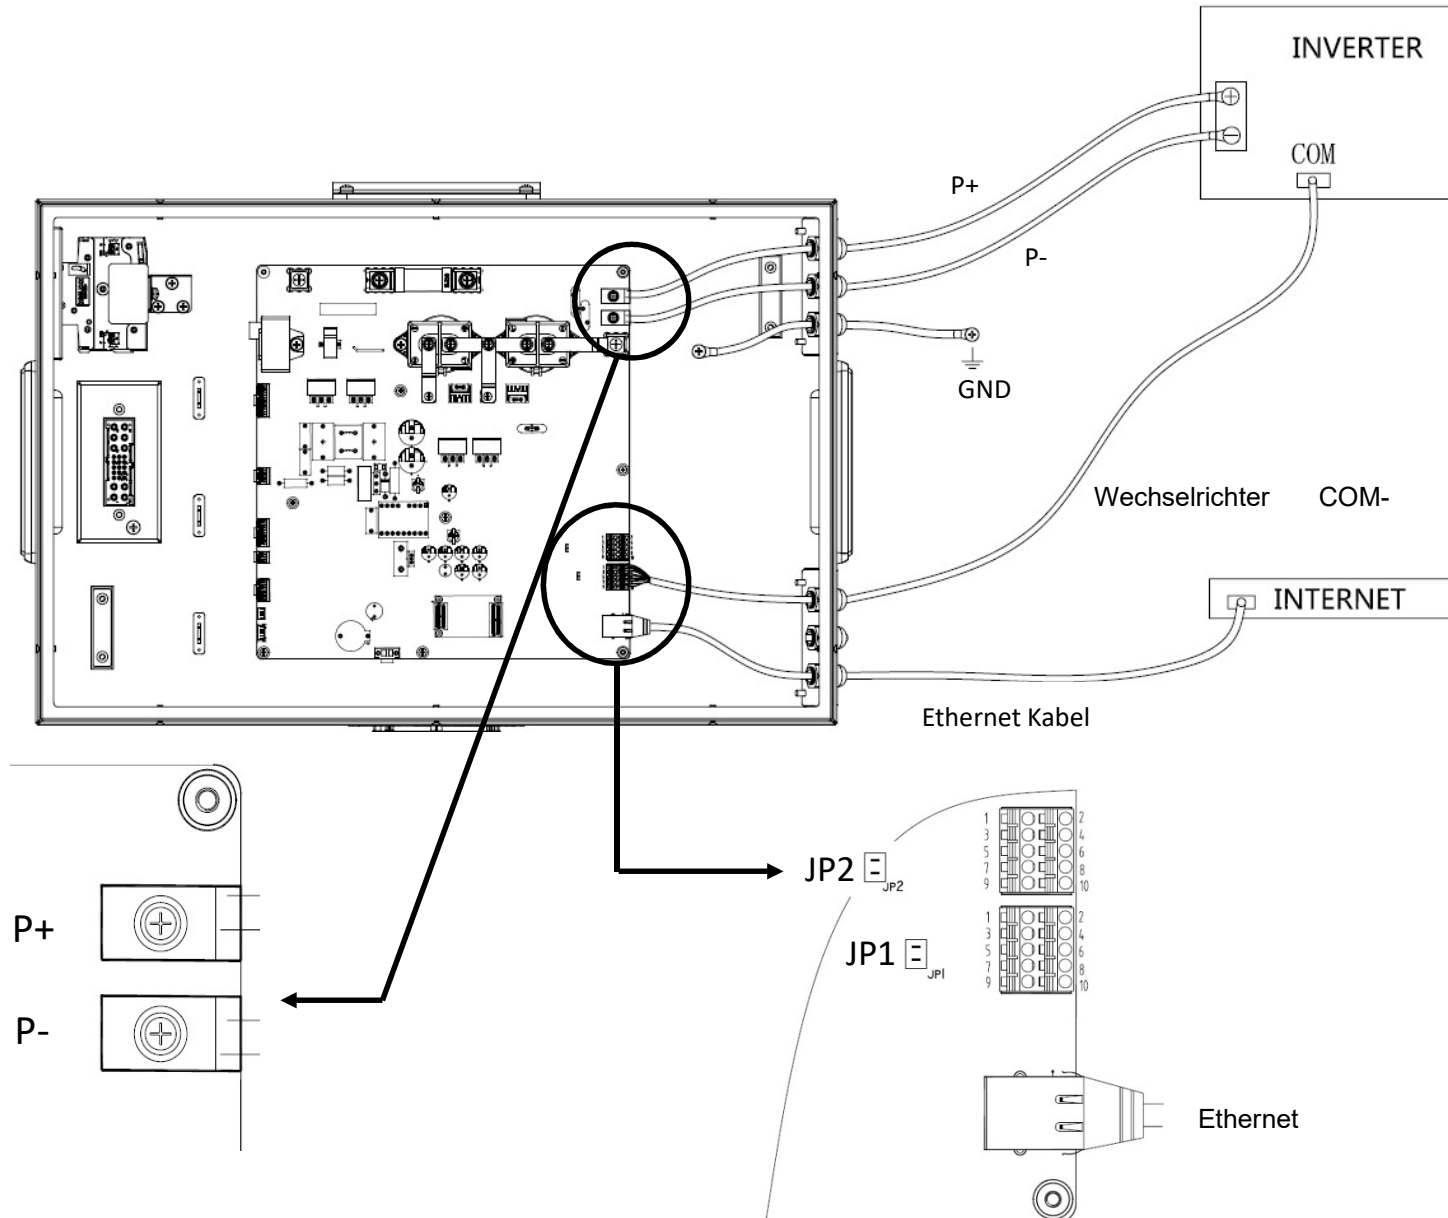 INVERTER
COM
P+
P-
GND
Wechselrichter COM-
INTERNET
Ethernet Kabel
P+
P-
JP2
JP2
1 2
3 4
5 6
7 8
9 10
JP1
JP1
1 2
3 4
5 6
7 8
9 10
Ethernet